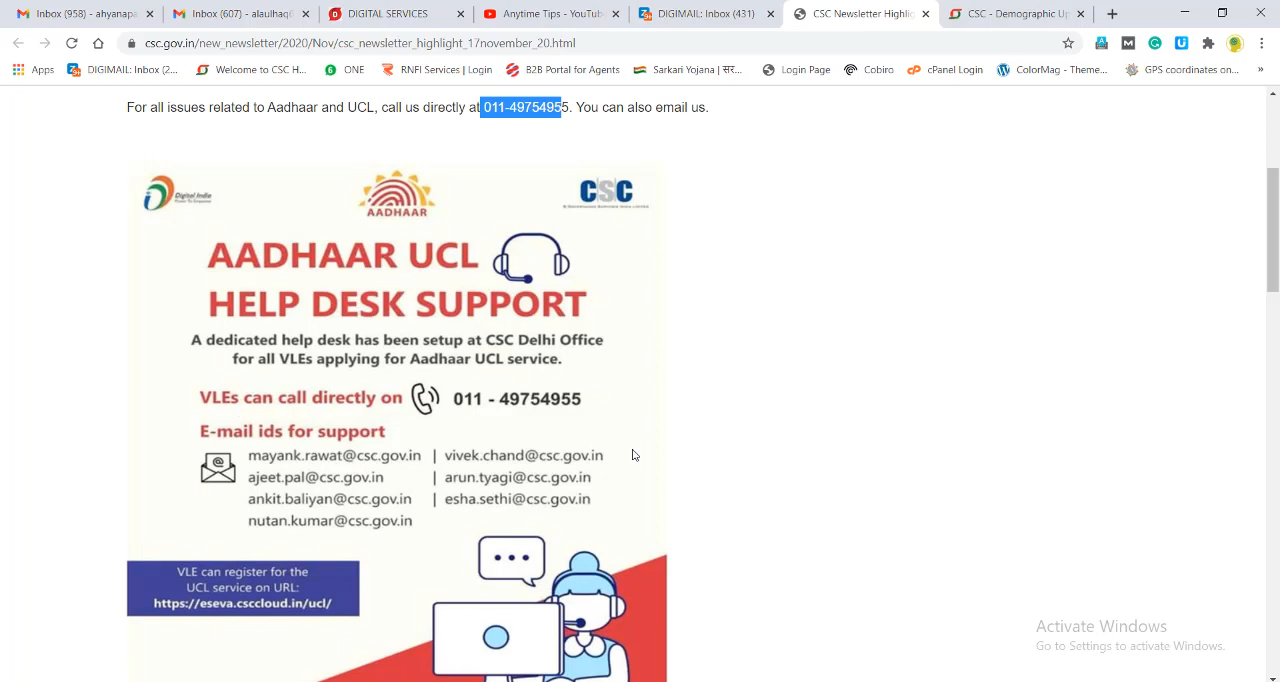 Inbox (958) - ahyapa
Inbox (607) - alaulhaq6
DIGITAL SERVICES
Anytime Tips - YouTub
DIGIMAIL: Inbox (431)
CSC Newsletter Highlig
CSC - Demographic Up
csc.gov.in/new_newsletter/2020/Nov/csc_newsletter_highlight_17november_20.html
Apps
DIGIMAIL: Inbox (2...
Welcome to CSC H...
ONE
RNFI Services | Login
B2B Portal for Agents
Sarkari Yojana | सर...
Login Page
Cobiro
cPanel Login
ColorMag - Theme...
GPS coordinates on...
»
For all issues related to Aadhaar and UCL, call us directly at 011-49754955. You can also email us.
Digital India
AADHAAR
CSC
AADHAAR UCL
HELP DESK SUPPORT
A dedicated help desk has been setup at CSC Delhi Office
for all VLEs applying for Aadhaar UCL service.
VLEs can call directly on 011 - 49754955
E-mail ids for support
mayank.rawat@csc.gov.in | vivek.chand@csc.gov.in
ajeet.pal@csc.gov.in | arun.tyagi@csc.gov.in
ankit.baliyan@csc.gov.in | esha.sethi@csc.gov.in
nutan.kumar@csc.gov.in
VLE can register for the
UCL service on URL:
https://eseva.csccloud.in/ucl/
Activate Windows
Go to Settings to activate Windows.